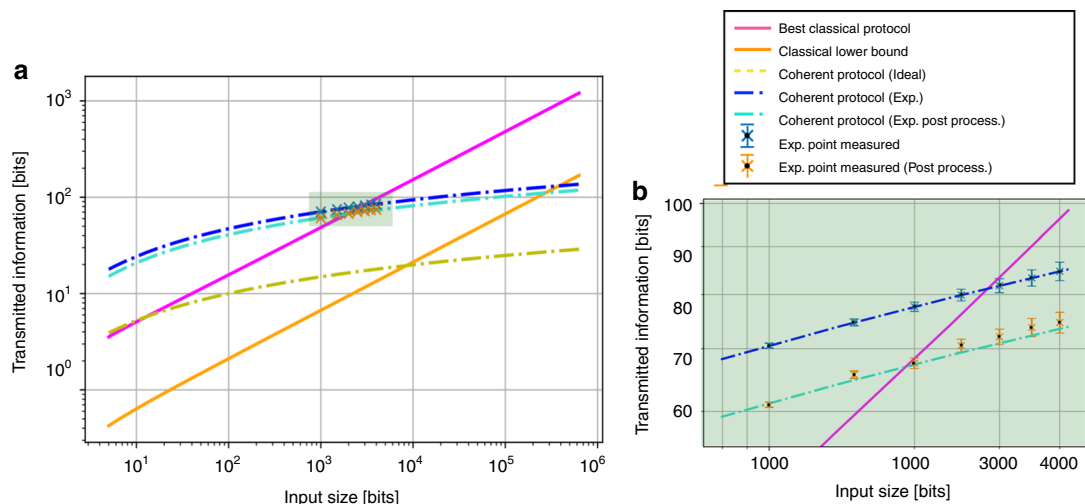 Best classical protocol
Classical lower bound
Coherent protocol (Ideal)
Coherent protocol (Exp.)
Coherent protocol (Exp. post process.)
Exp. point measured
Exp. point measured (Post process.)
a
Transmitted information [bits]
10³
10²
10¹
10⁰
10¹
10²
10³
10⁴
10⁵
10⁶
Input size [bits]
b
Transmitted information [bits]
100
90
80
70
60
1000
1000
3000
4000
Input size [bits]